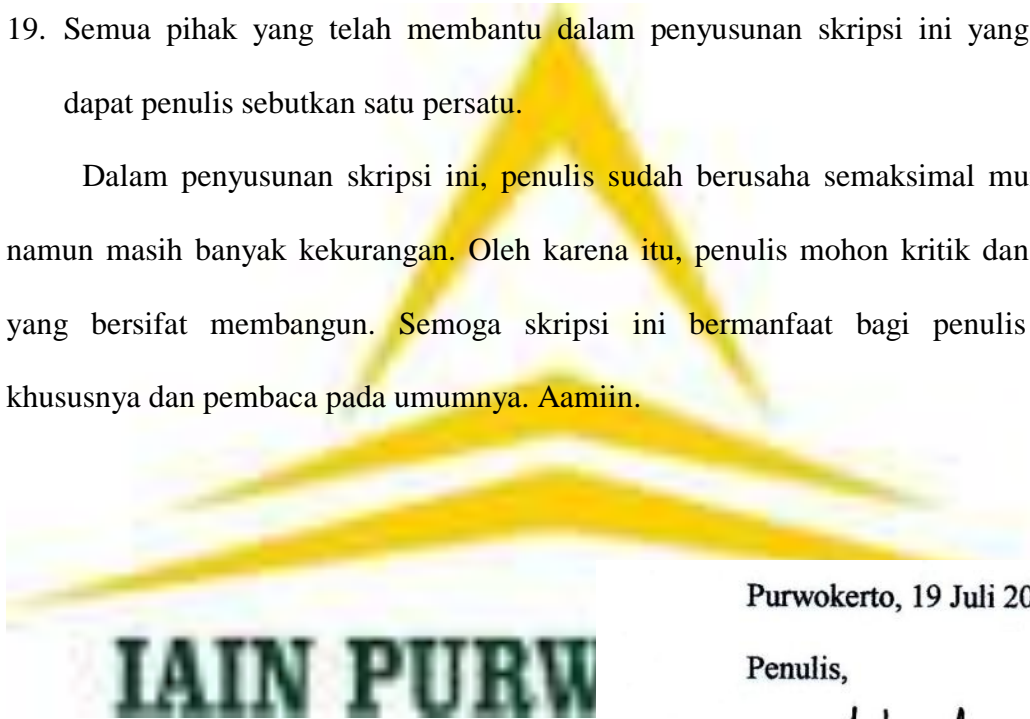 19. Semua pihak yang telah membantu dalam penyusunan skripsi ini yang
dapat penulis sebutkan satu persatu.
Dalam penyusunan skripsi ini, penulis sudah berusaha semaksimal mu
namun masih banyak kekurangan. Oleh karena itu, penulis mohon kritik dan
yang bersifat membangun. Semoga skripsi ini bermanfaat bagi penulis
khususnya dan pembaca pada umumnya. Aamiin.
Purwokerto, 19 Juli 20
Penulis,
IAIN PURW